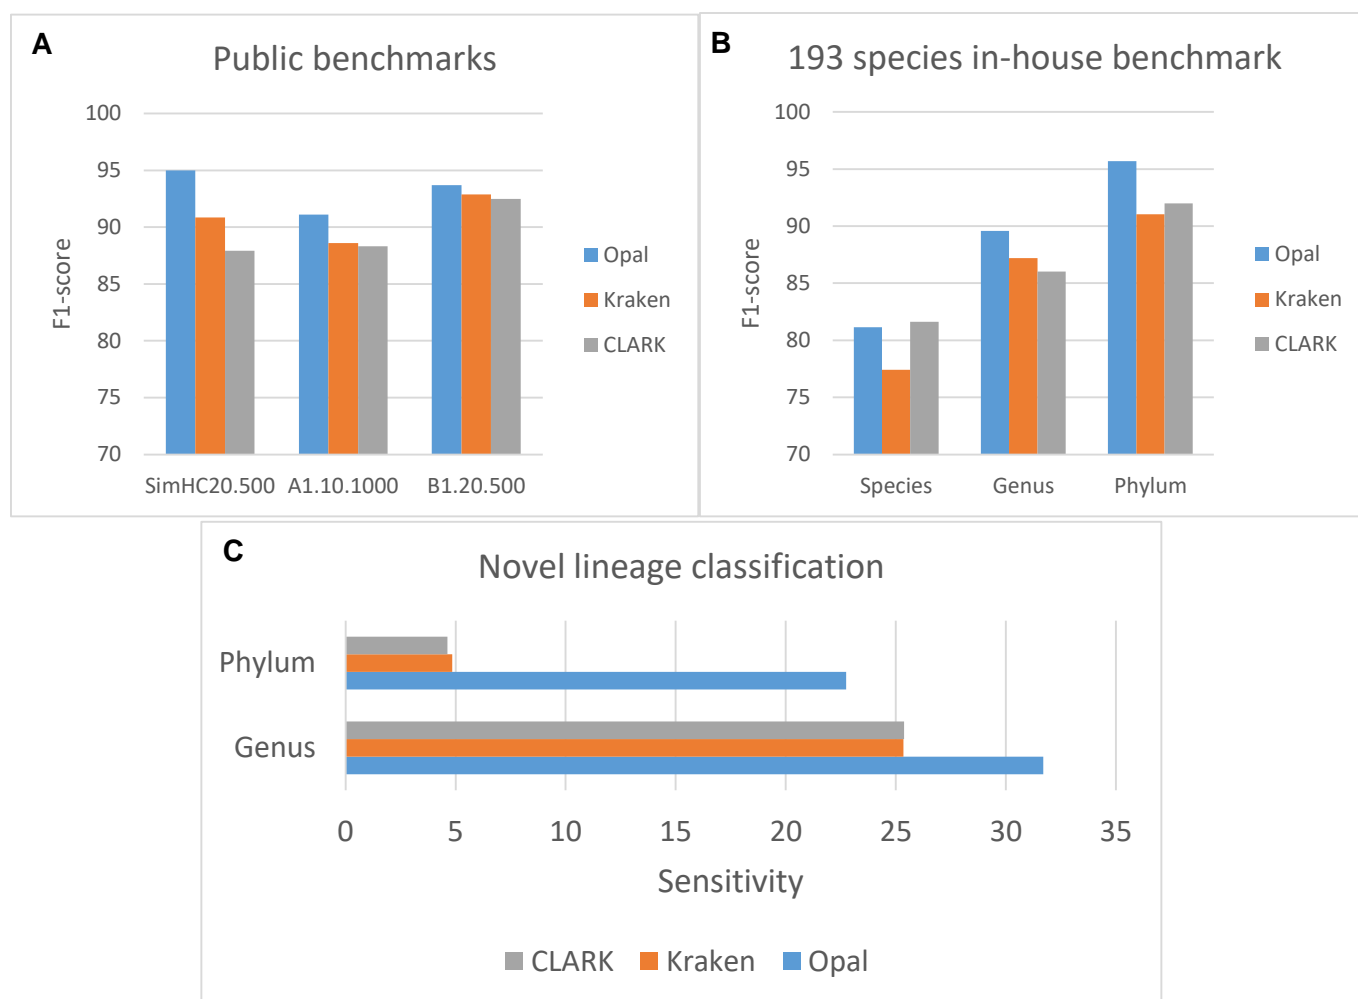 A
Public benchmarks
100
95
90
85
80
75
70
F1-score
SimHC20.500 A1.10.1000 B1.20.500
Opal
Kraken
CLARK
B
193 species in-house benchmark
100
95
90
85
80
75
70
F1-score
Species Genus Phylum
Opal
Kraken
CLARK
C
Novel lineage classification
Phylum
Genus
0 5 10 15 20 25 30 35
Sensitivity
CLARK Kraken Opal